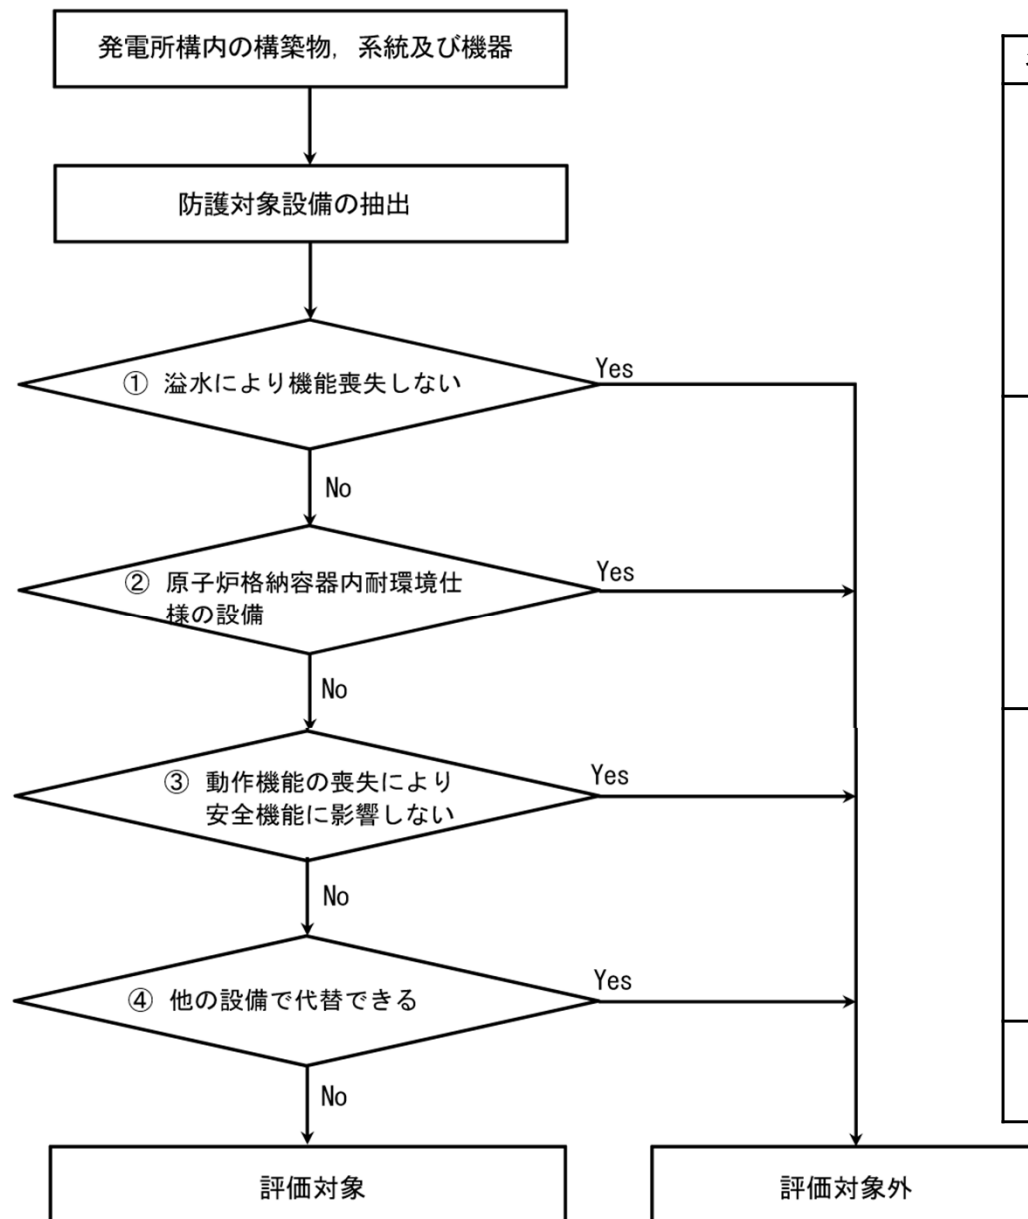 発電所構内の構築物，系統及び機器
防護対象設備の抽出
① 溢水により機能喪失しない
Yes
No
② 原子炉格納容器内耐環境仕
様の設備
Yes
No
③ 動作機能の喪失により
安全機能に影響しない
Yes
No
④ 他の設備で代替できる
Yes
No
評価対象
評価対象外